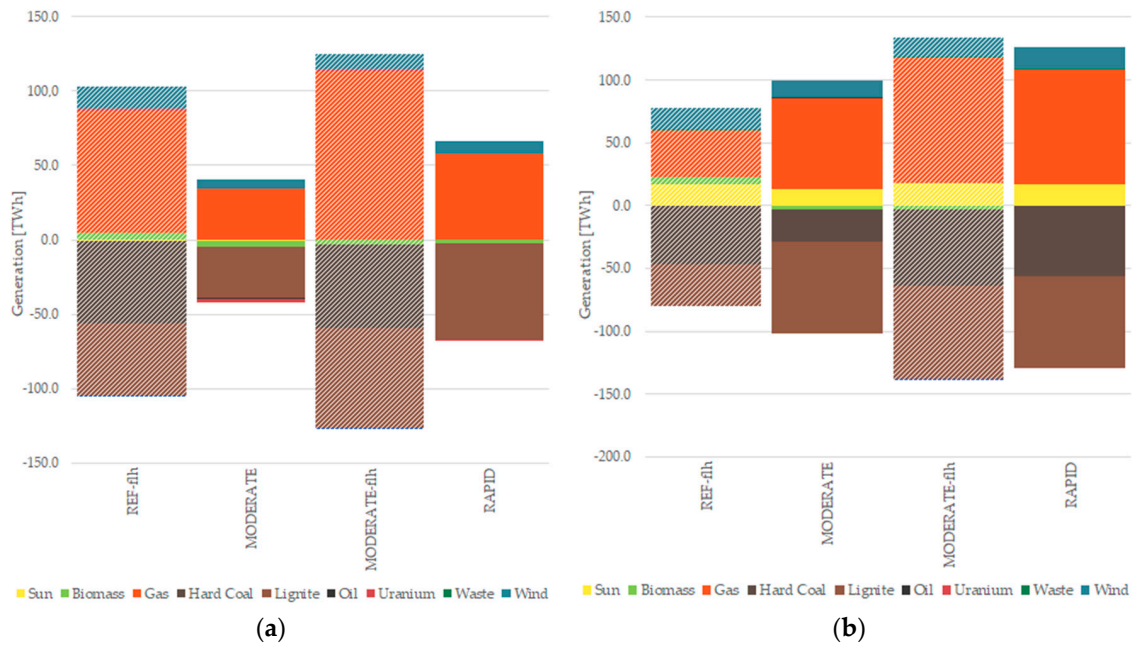 150.0
100.0
50.0
0.0
-50.0
-100.0
-150.0
Generation [TWh]
REF-flh
MODERATE
MODERATE-flh
RAPID
Sun Biomass Gas Hard Coal Lignite Oil Uranium Waste Wind
(a)
150.0
100.0
50.0
0.0
-50.0
-100.0
-150.0
-200.0
Generation [TWh]
REF-flh
MODERATE
MODERATE-flh
RAPID
Sun Biomass Gas Hard Coal Lignite Oil Uranium Waste Wind
(b)